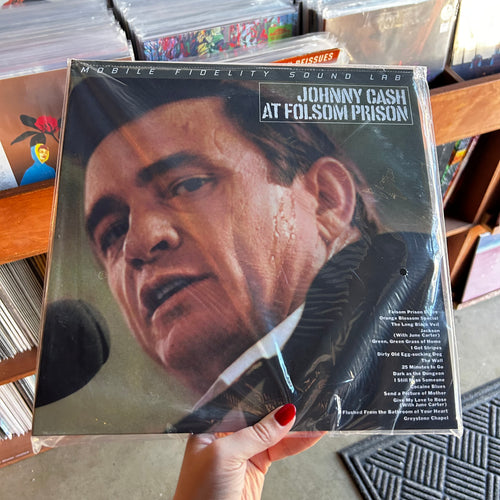 MOBILE FIDELITY SOUND LAB
JOHNNY CASH
AT FOLSOM PRISON
Folsom Prison Blues
Orange Blossom Special
The Long Black Veil
Jackson
(With June Carter)
Green, Green Grass of Home
I Got Stripes
Dirty Old Egg-sucking Dog
The Wall
25 Minutes to Go
Dark as the Dungeon
I Still Miss Someone
Cocaine Blues
Send a Picture of Mother
Give My Love to Rose
(With June Carter)
Flushed From the Bathroom of Your Heart
Greystone Chapel